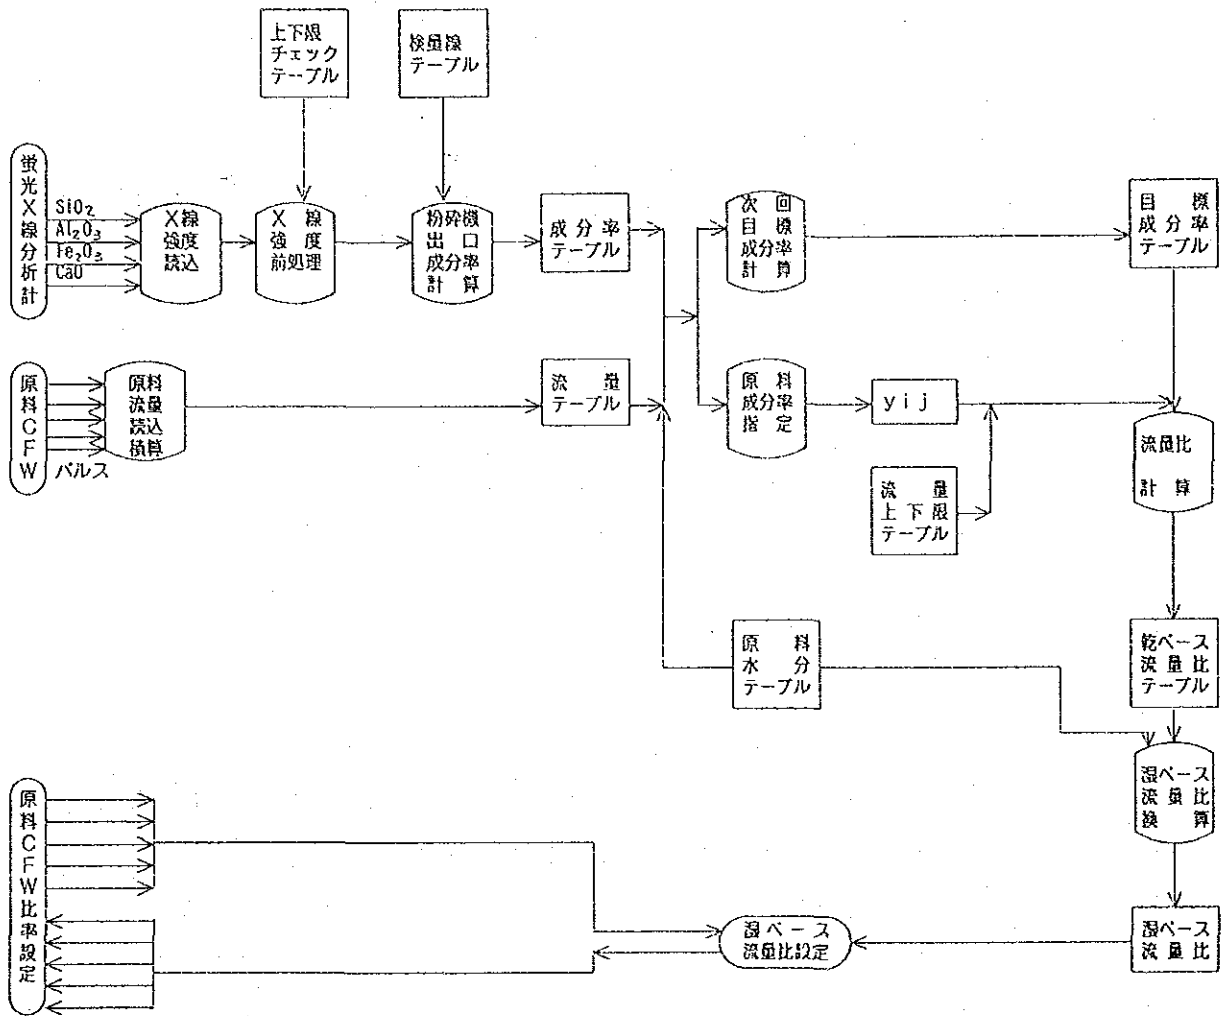 上下限
チェック
テーブル
検量線
テーブル
蛍光X線分析計
SiO₂
Al₂O₃
Fe₂O₃
CaO
X線
強度
読込
X線
強度
前処理
粉砕機
出口
成分率
計算
成分率
テーブル
次回
目標
成分率
計算
目標
成分率
テーブル
原料CFW
パルス
原料
流量
読込
積算
流量
テーブル
原料
成分率
指定
yij
流量
上下限
テーブル
流量比
計算
原料
水分
テーブル
乾ベース
流量比
テーブル
湿ベース
流量比
換算
原料CFW比率設定
湿ベース
流量比設定
湿ベース
流量比